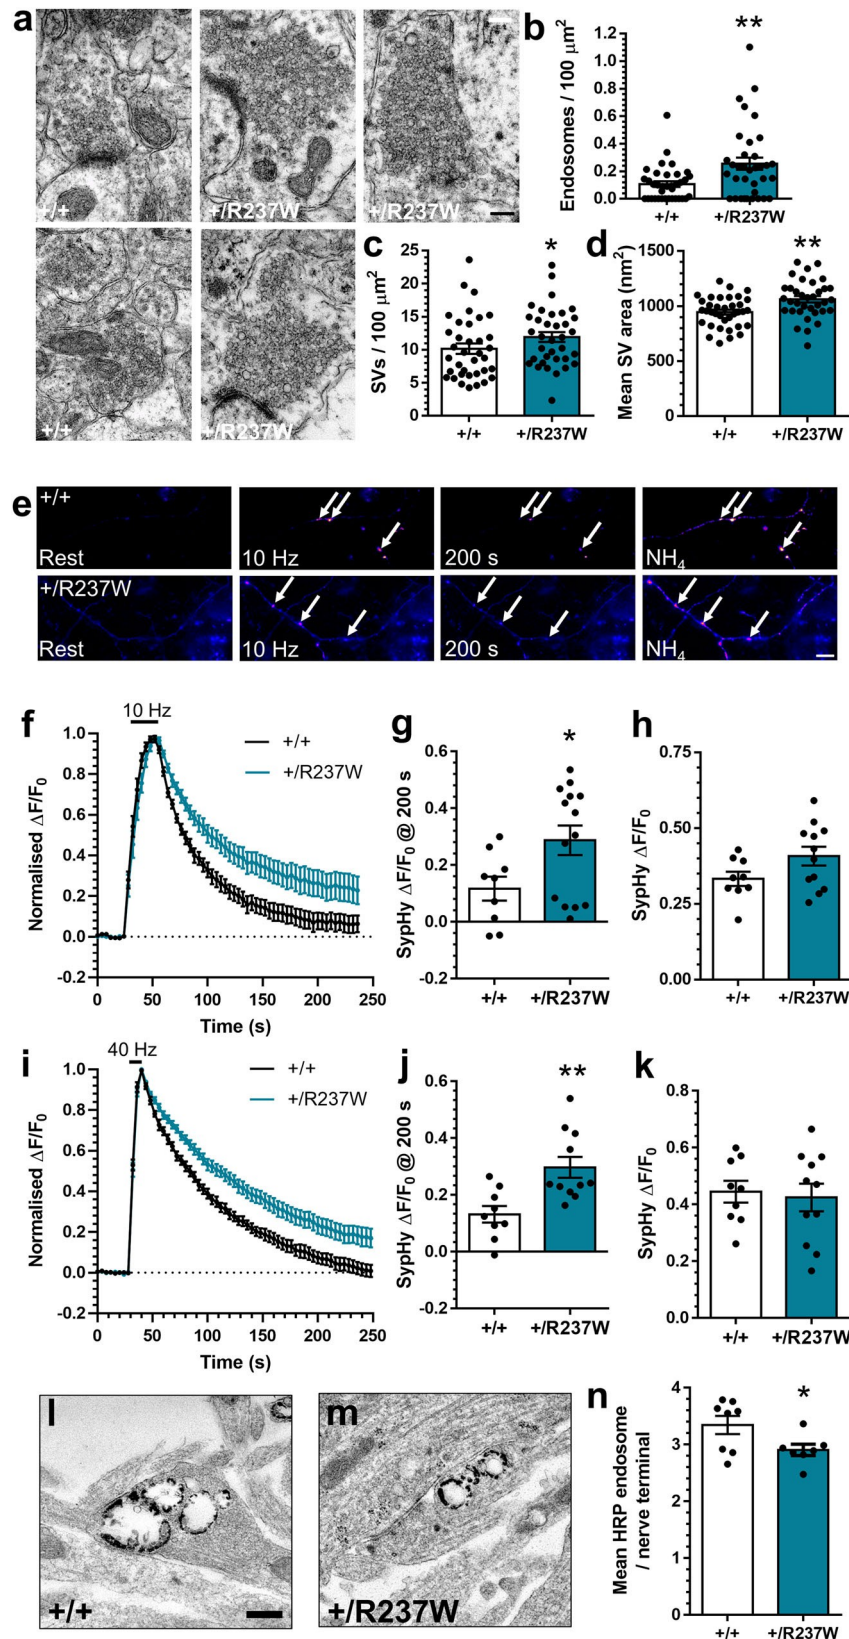 a
+/+
+/R237W
+/R237W
+/+
+/R237W
b
**
Endosomes / 100 µm²
1.2
1.0
0.8
0.6
0.4
0.2
0.0
+/+
+/R237W
c
*
SVs / 100 µm²
25
20
15
10
5
0
+/+
+/R237W
d
**
Mean SV area (nm²)
1500
1000
500
0
+/+
+/R237W
e
+/+
Rest
10 Hz
200 s
NH₄
+/R237W
Rest
10 Hz
200 s
NH₄
f
10 Hz
+/+
+/R237W
Normalised ΔF/F₀
1.0
0.8
0.6
0.4
0.2
0.0
-0.2
0 50 100 150 200 250
Time (s)
g
*
SypHy ΔF/F₀ @ 200 s
0.6
0.4
0.2
0.0
-0.2
+/+
+/R237W
h
SypHy ΔF/F₀
0.75
0.50
0.25
0.00
+/+
+/R237W
i
40 Hz
+/+
+/R237W
Normalised ΔF/F₀
1.0
0.8
0.6
0.4
0.2
0.0
-0.2
0 50 100 150 200 250
Time (s)
j
**
SypHy ΔF/F₀ @ 200 s
0.6
0.4
0.2
0.0
-0.2
+/+
+/R237W
k
SypHy ΔF/F₀
0.8
0.6
0.4
0.2
0.0
+/+
+/R237W
l
+/+
m
+/R237W
n
*
Mean HRP endosome
/ nerve terminal
4
3
2
1
0
+/+
+/R237W